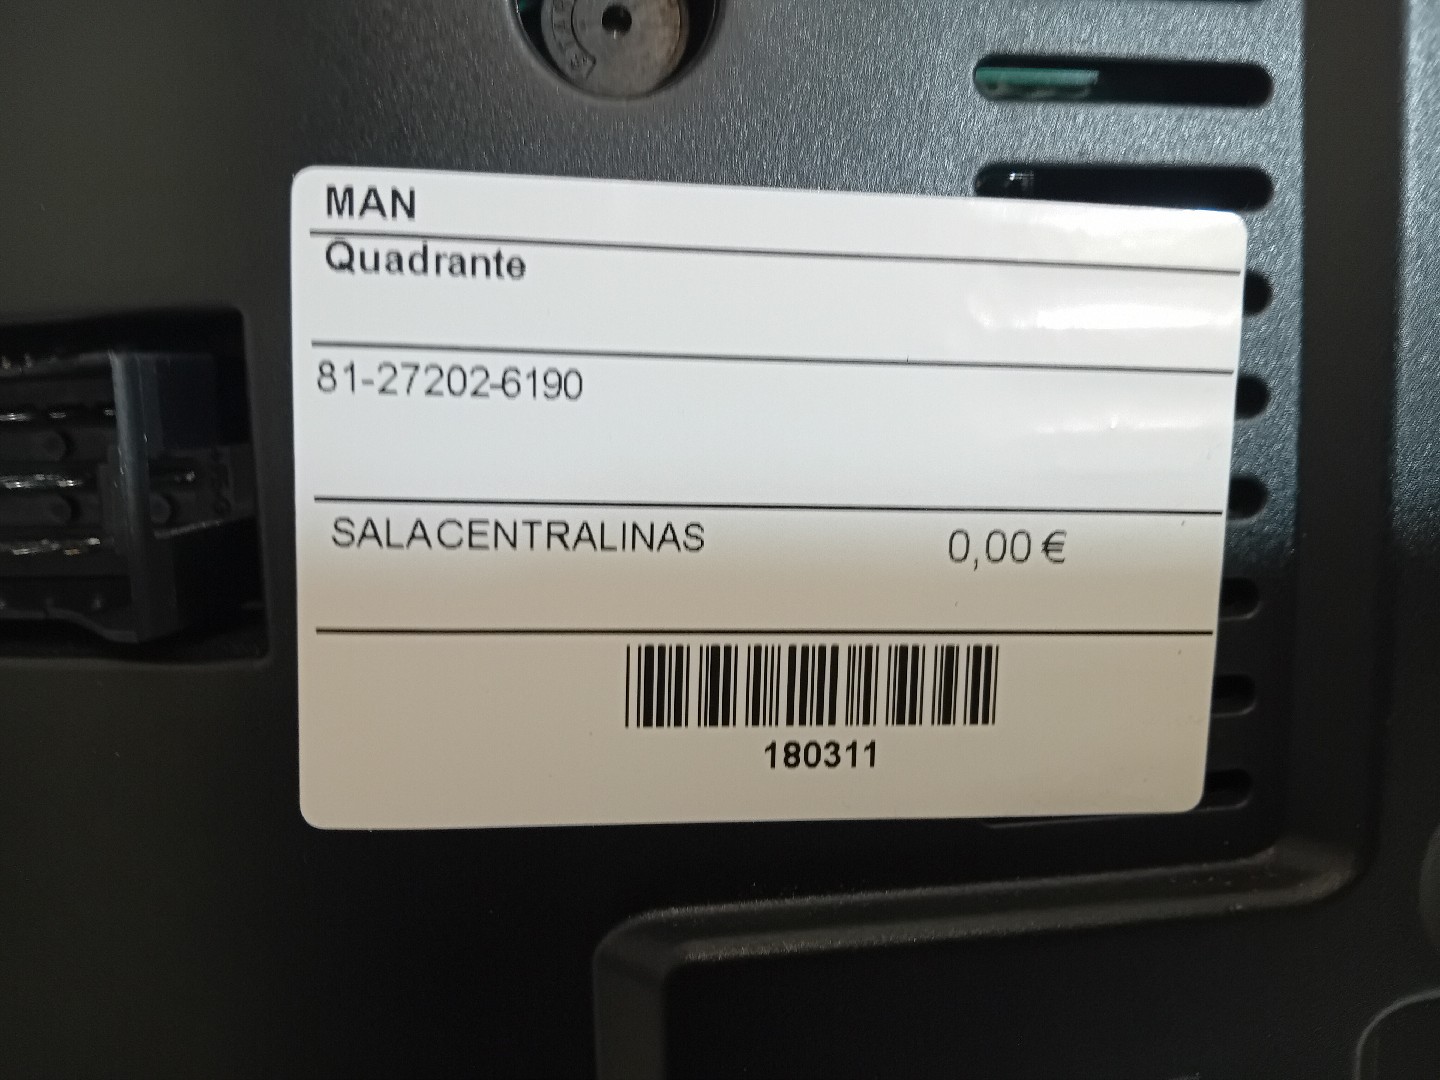 MAN
Quadrante
81-27202-6190
SALACENTRALINAS 0,00 €
180311